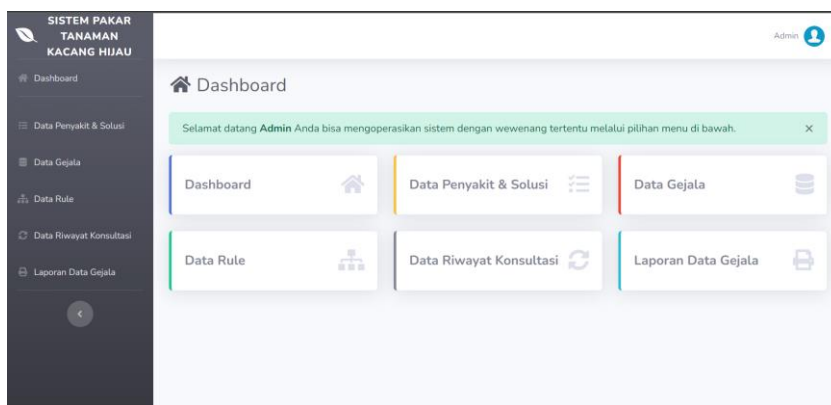 SISTEM PAKAR
TANAMAN
KACANG HIJAU
Admin
Dashboard
Data Penyakit & Solusi
Data Gejala
Data Rule
Data Riwayat Konsultasi
Laporan Data Gejala
Dashboard
Selamat datang Admin Anda bisa mengoperasikan sistem dengan wewenang tertentu melalui pilihan menu di bawah.
Dashboard
Data Penyakit & Solusi
Data Gejala
Data Rule
Data Riwayat Konsultasi
Laporan Data Gejala